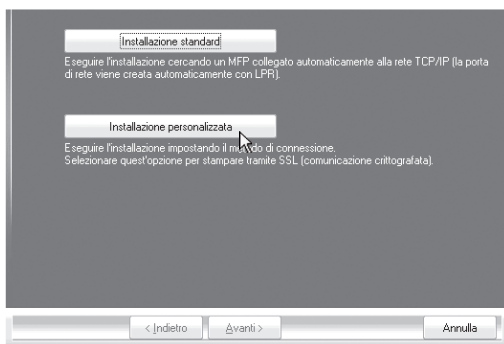 Installazione standard
Eseguire l'installazione cercando un MFP collegato automaticamente alla rete TCP/IP (la porta
di rete viene creata automaticamente con LPR).
Installazione personalizzata
Eseguire l'installazione impostando il metodo di connessione.
Selezionare quest'opzione per stampare tramite SSL (comunicazione crittografata).
< Indietro
Avanti >
Annulla